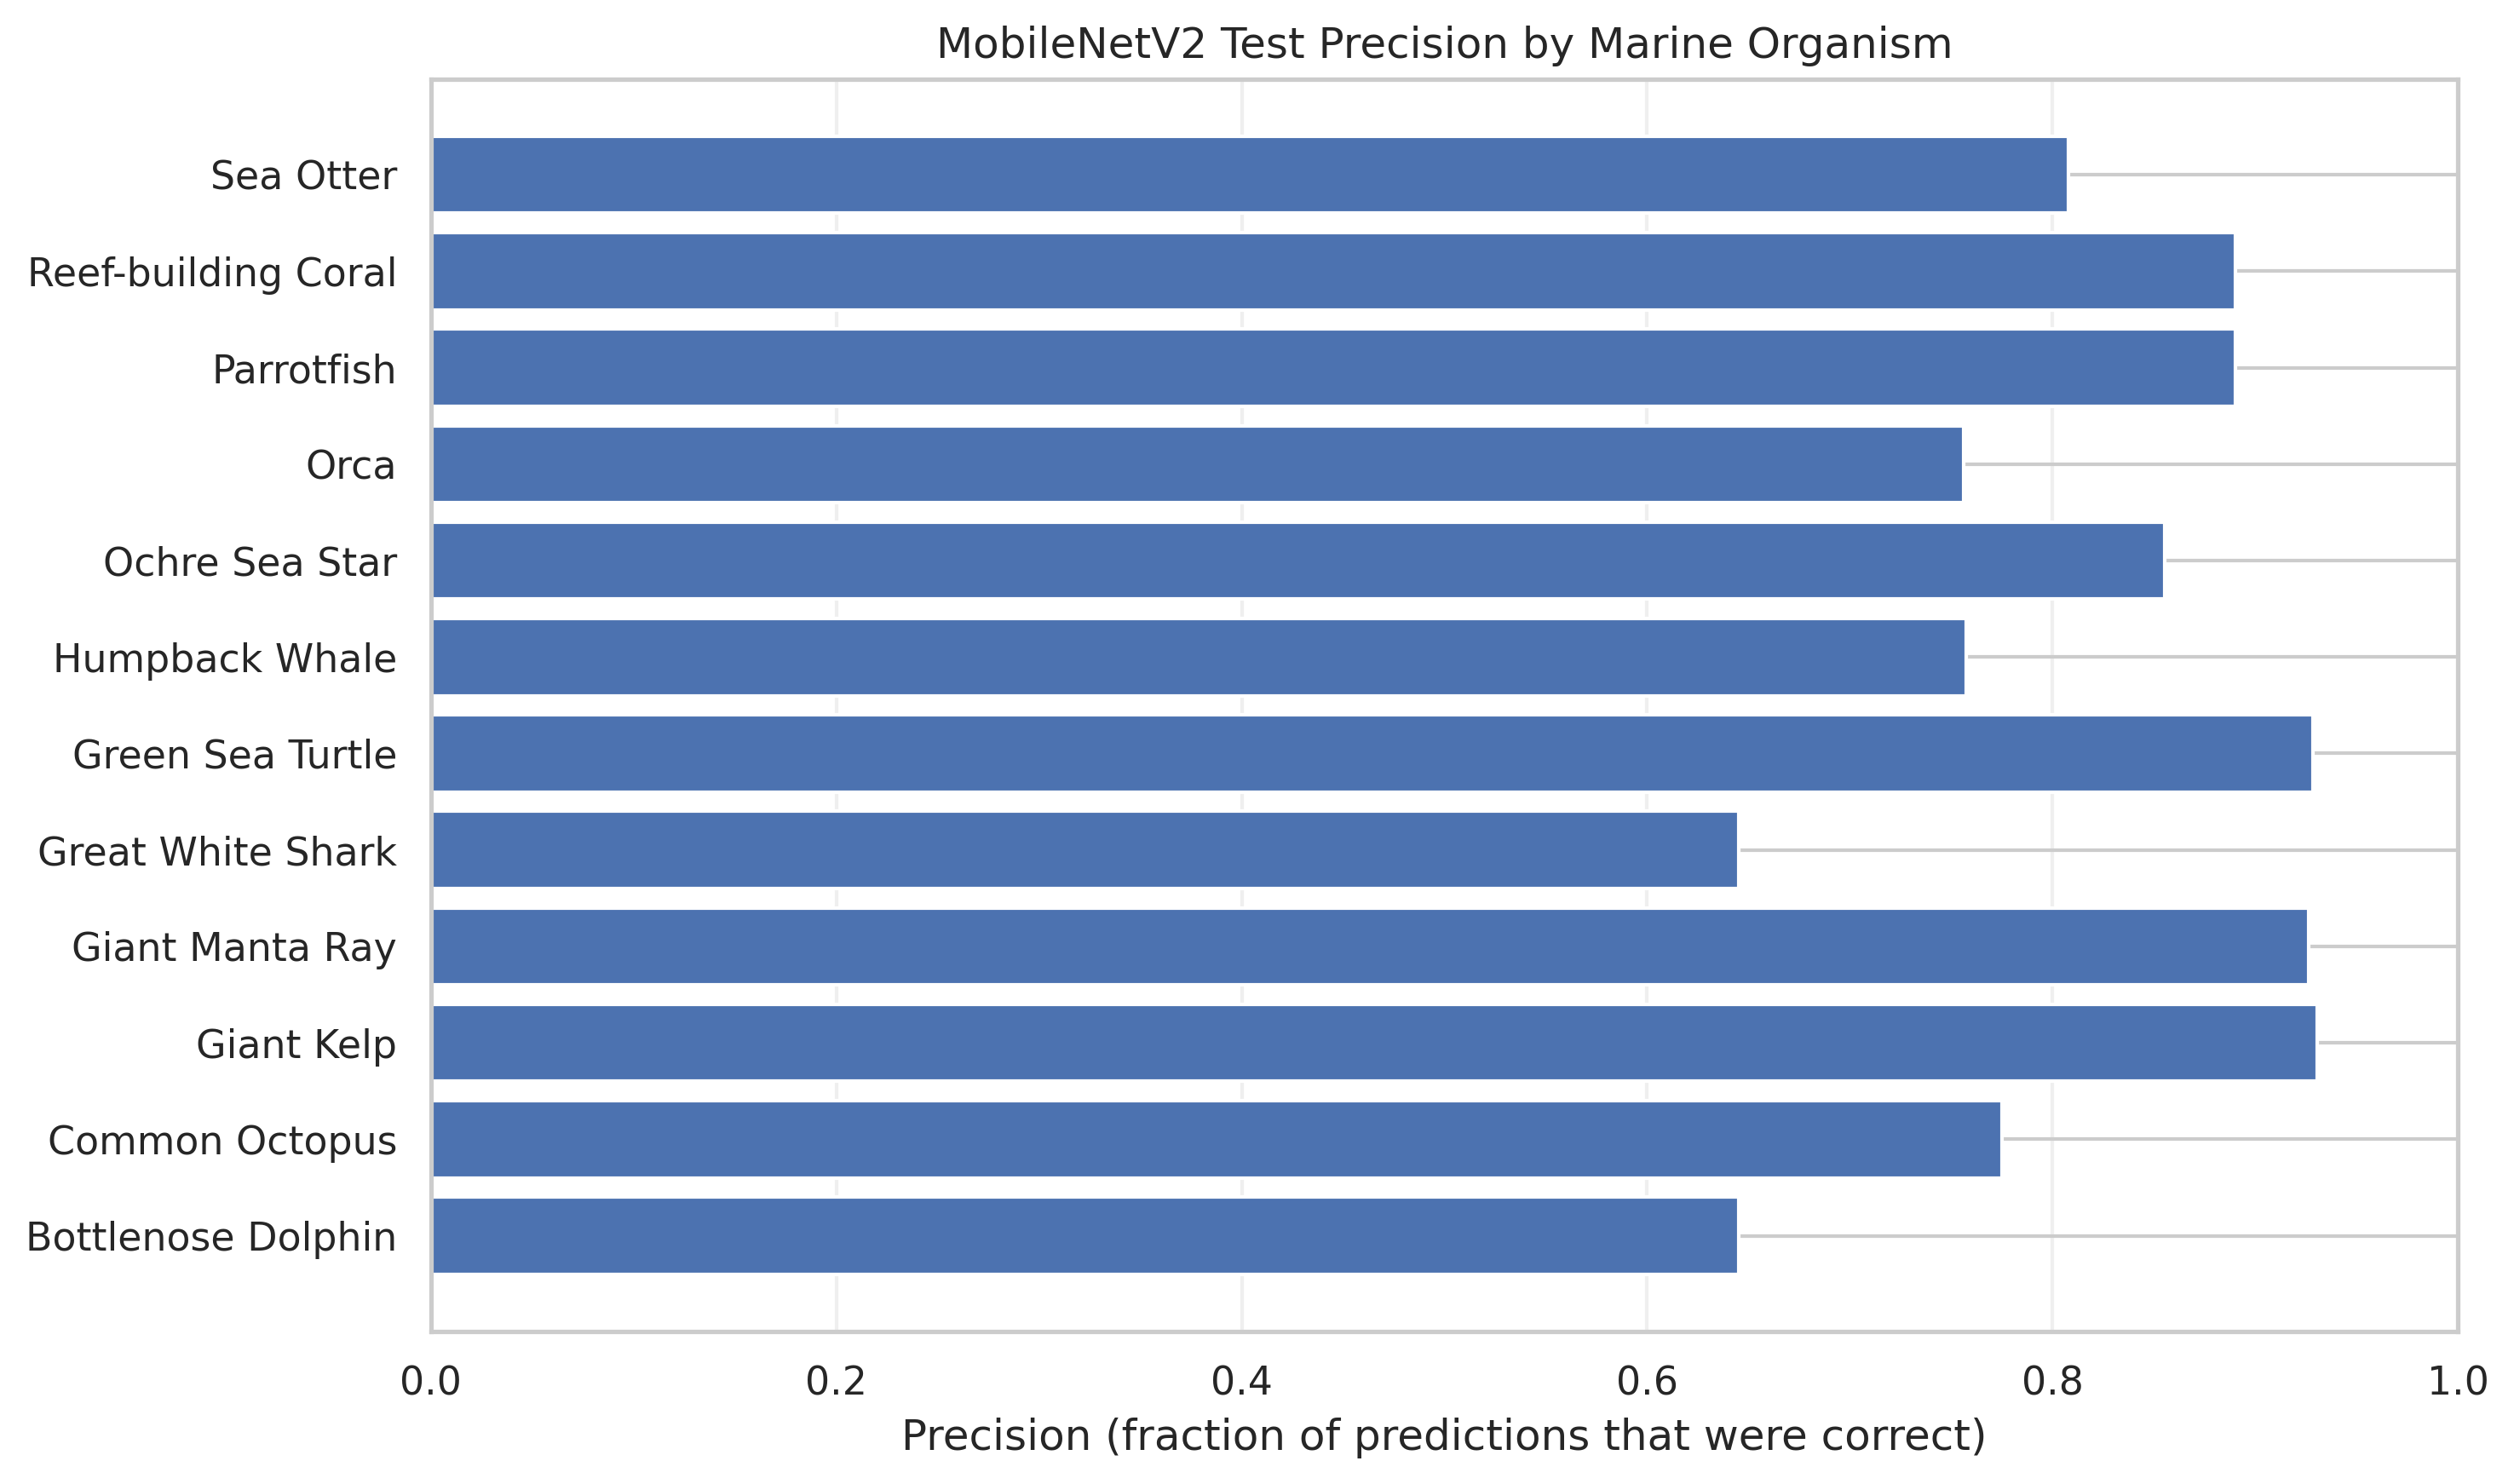 MobileNetV2 Test Precision by Marine Organism
Sea Otter
Reef-building Coral
Parrotfish
Orca
Ochre Sea Star
Humpback Whale
Green Sea Turtle
Great White Shark
Giant Manta Ray
Giant Kelp
Common Octopus
Bottlenose Dolphin
0.0 0.2 0.4 0.6 0.8 1.0
Precision (fraction of predictions that were correct)